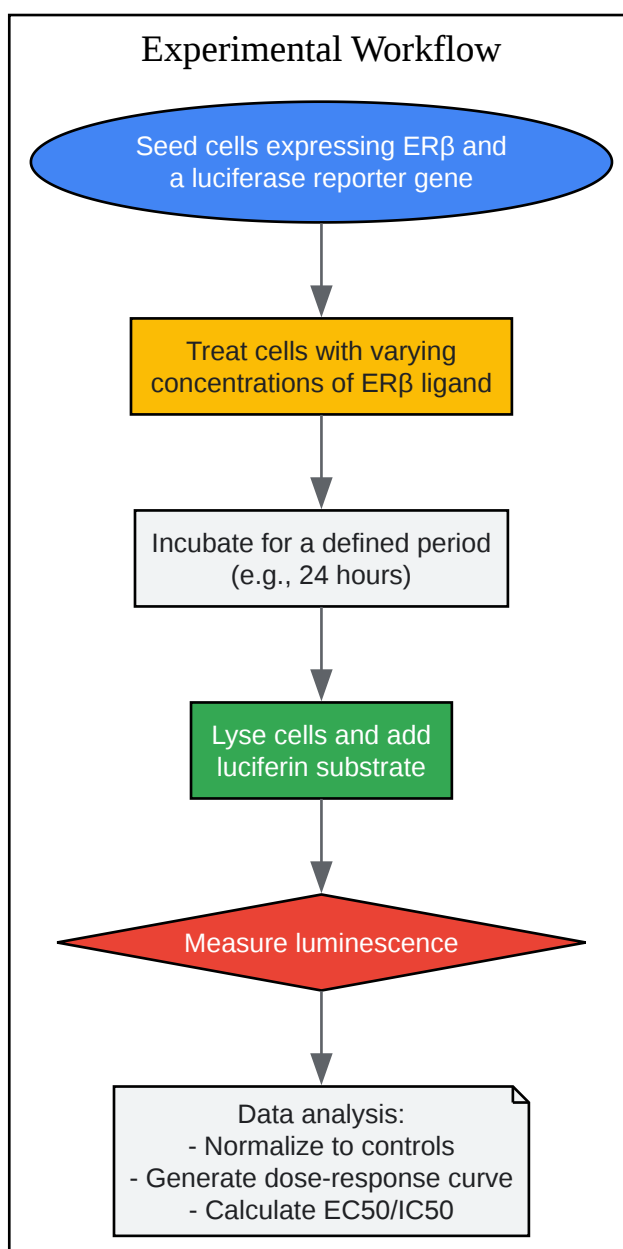 Experimental Workflow
Seed cells expressing ERβ and
a luciferase reporter gene
Treat cells with varying
concentrations of ERβ ligand
Incubate for a defined period
(e.g., 24 hours)
Lyse cells and add
luciferin substrate
Measure luminescence
Data analysis:
- Normalize to controls
- Generate dose-response curve
- Calculate EC50/IC50